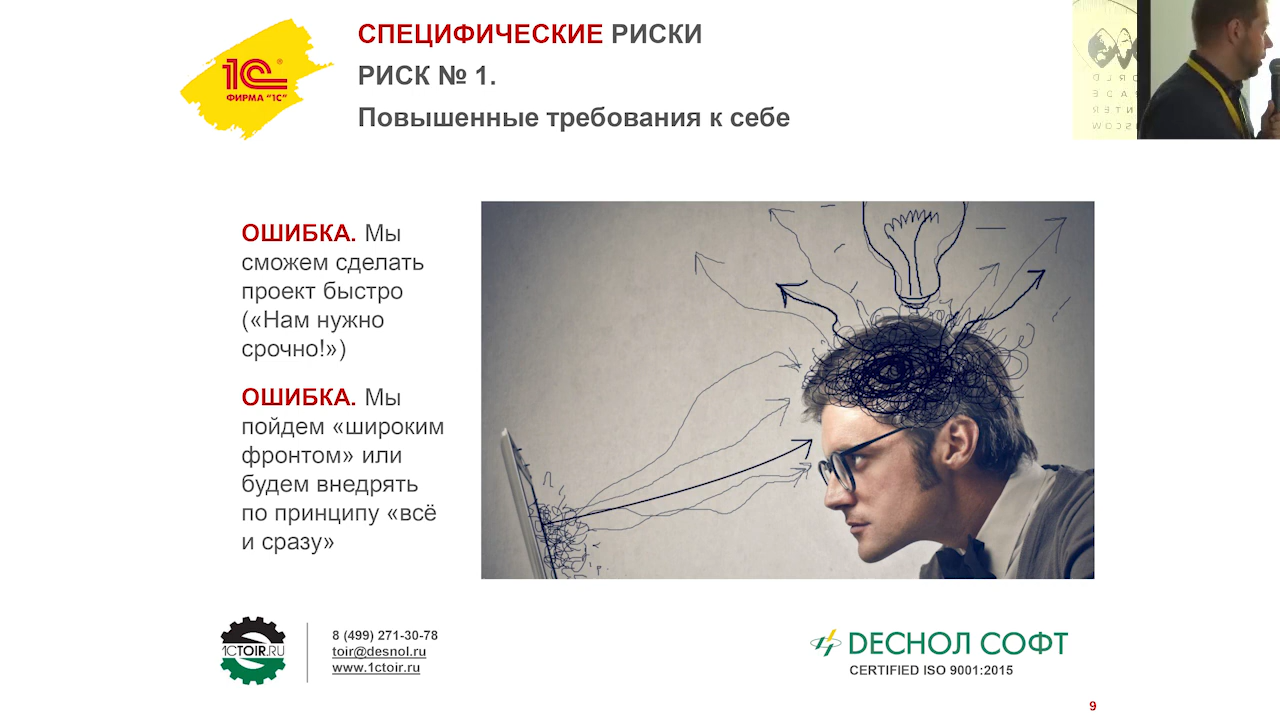 1С®
ФИРМА "1С"
СПЕЦИФИЧЕСКИЕ РИСКИ
РИСК № 1.
Повышенные требования к себе
ОШИБКА. Мы
сможем сделать
проект быстро
(«Нам нужно
срочно!»)
ОШИБКА. Мы
пойдем «широким
фронтом» или
будем внедрять
по принципу «всё
и сразу»
1CTOIR.RU
8 (499) 271-30-78
toir@desnol.ru
www.1ctoir.ru
DЕСНОЛ СОФТ
CERTIFIED ISO 9001:2015
9